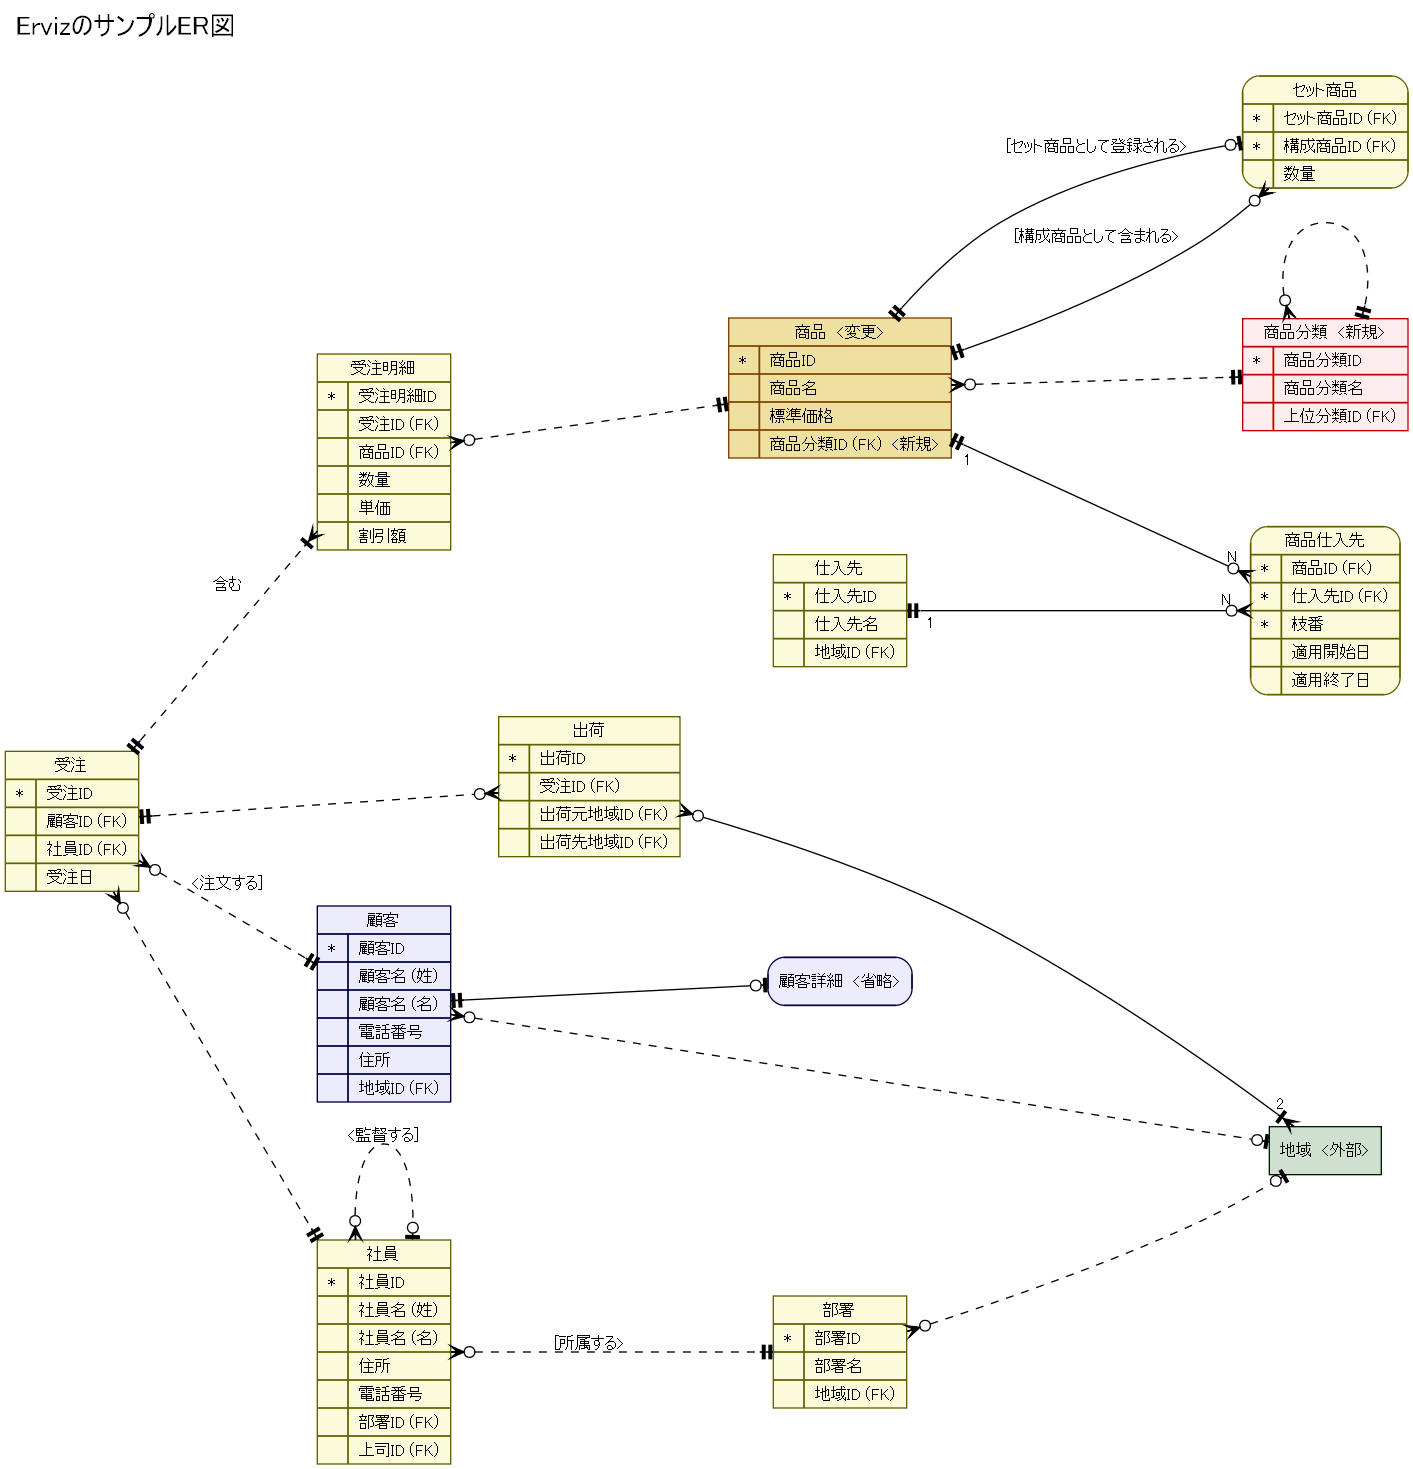 ErvizのサンプルER図
セット商品
* セット商品ID(FK)
* 構成商品ID(FK)
数量
[セット商品として登録される>
[構成商品として含まれる>
商品分類 <新規>
* 商品分類ID
商品分類名
上位分類ID(FK)
商品 <変更>
* 商品ID
商品名
標準価格
商品分類ID(FK) <新規>
1
N
受注明細
* 受注明細ID
受注ID(FK)
商品ID(FK)
数量
単価
割引額
含む
商品仕入先
* 商品ID(FK)
* 仕入先ID(FK)
* 枝番
適用開始日
適用終了日
仕入先
* 仕入先ID
仕入先名
地域ID(FK)
1
N
出荷
* 出荷ID
受注ID(FK)
出荷元地域ID(FK)
出荷先地域ID(FK)
受注
* 受注ID
顧客ID(FK)
社員ID(FK)
受注日
<注文する]
顧客
* 顧客ID
顧客名(姓)
顧客名(名)
電話番号
住所
地域ID(FK)
顧客詳細 <省略>
2
地域 <外部>
<監督する]
社員
* 社員ID
社員名(姓)
社員名(名)
住所
電話番号
部署ID(FK)
上司ID(FK)
[所属する>
部署
* 部署ID
部署名
地域ID(FK)